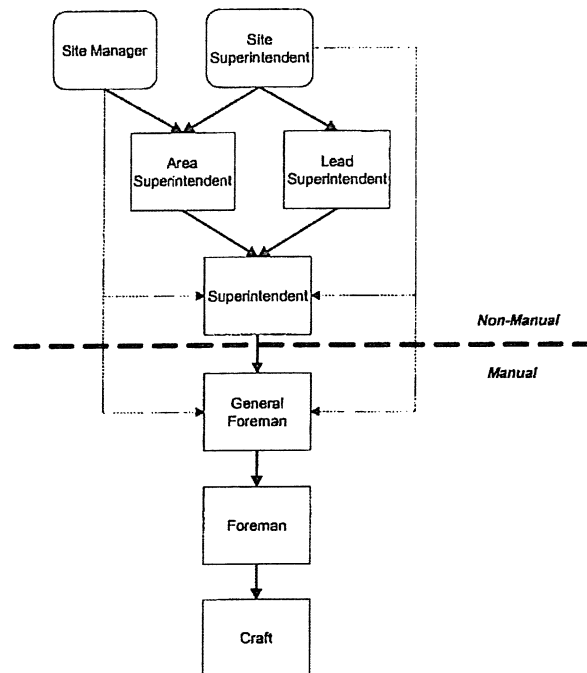 Site Manager
Site
Superintendent
Area
Superintendent
Lead
Superintendent
Superintendent
Non-Manual
Manual
General
Foreman
Foreman
Craft